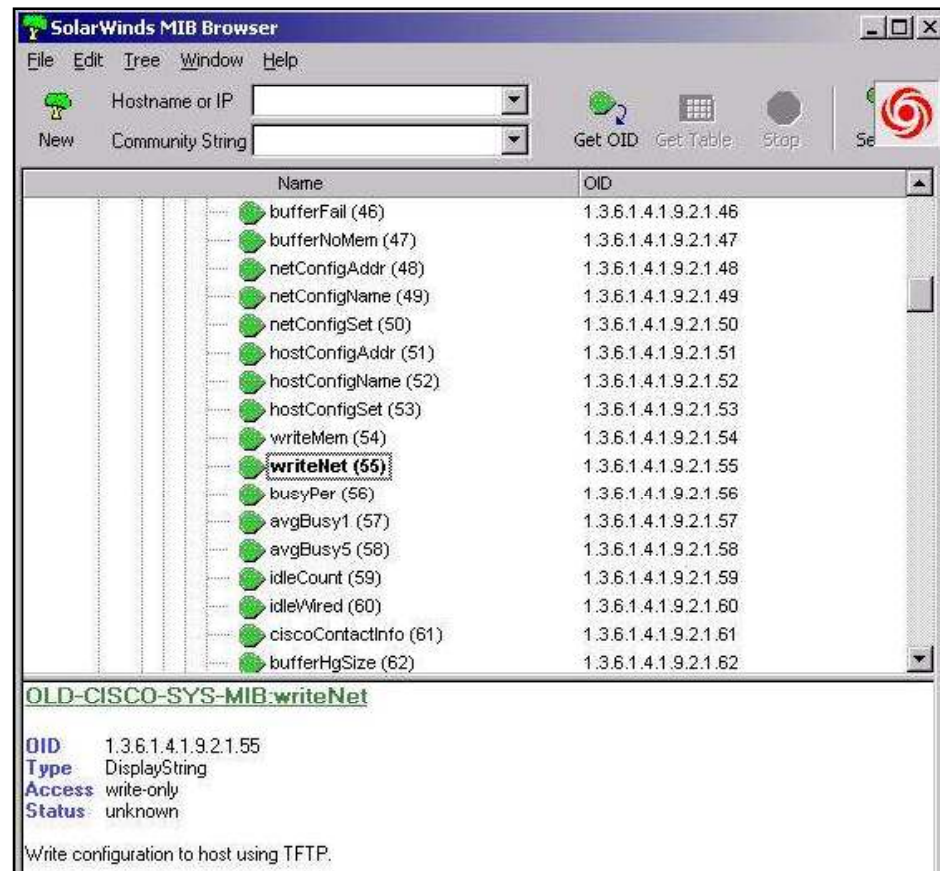 SolarWinds MIB Browser
File Edit Tree Window Help
Hostname or IP
New Community String Get OID Get Table Stop Se
Name OID
bufferFail (46) 1.3.6.1.4.1.9.2.1.46
bufferNoMem (47) 1.3.6.1.4.1.9.2.1.47
netConfigAddr (48) 1.3.6.1.4.1.9.2.1.48
netConfigName (49) 1.3.6.1.4.1.9.2.1.49
netConfigSet (50) 1.3.6.1.4.1.9.2.1.50
hostConfigAddr (51) 1.3.6.1.4.1.9.2.1.51
hostConfigName (52) 1.3.6.1.4.1.9.2.1.52
hostConfigSet (53) 1.3.6.1.4.1.9.2.1.53
writeMem (54) 1.3.6.1.4.1.9.2.1.54
writeNet (55) 1.3.6.1.4.1.9.2.1.55
busyPer (56) 1.3.6.1.4.1.9.2.1.56
avgBusy1 (57) 1.3.6.1.4.1.9.2.1.57
avgBusy5 (58) 1.3.6.1.4.1.9.2.1.58
idleCount (59) 1.3.6.1.4.1.9.2.1.59
idleWired (60) 1.3.6.1.4.1.9.2.1.60
ciscoContactInfo (61) 1.3.6.1.4.1.9.2.1.61
bufferHgSize (62) 1.3.6.1.4.1.9.2.1.62
OLD-CISCO-SYS-MIB:writeNet
OID 1.3.6.1.4.1.9.2.1.55
Type DisplayString
Access write-only
Status unknown
Write configuration to host using TFTP.